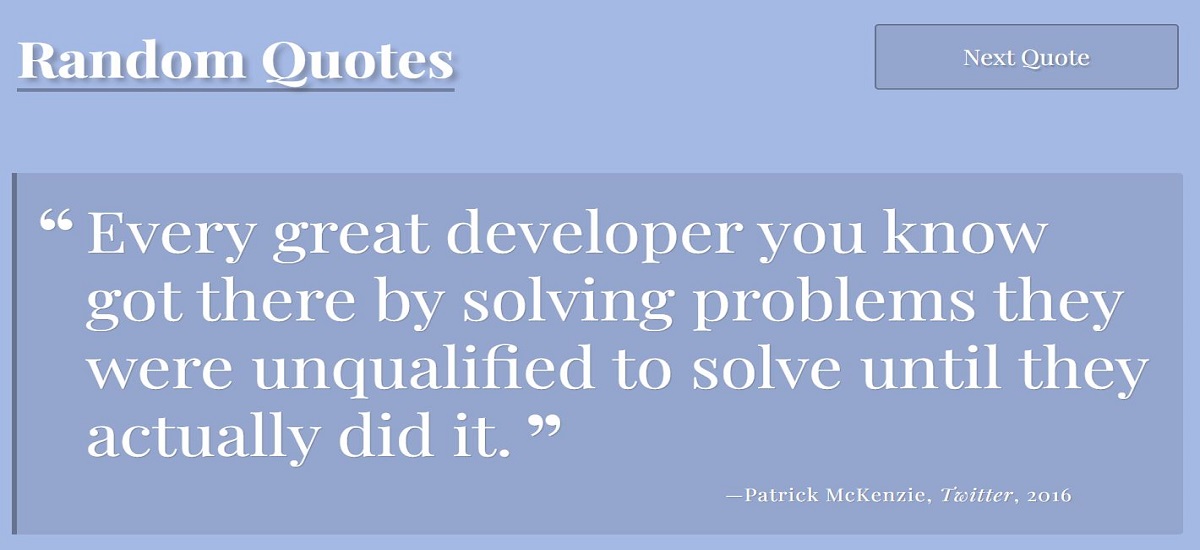 Random Quotes
Next Quote
“ Every great developer you know
got there by solving problems they
were unqualified to solve until they
actually did it. ”
—Patrick McKenzie, Twitter, 2016